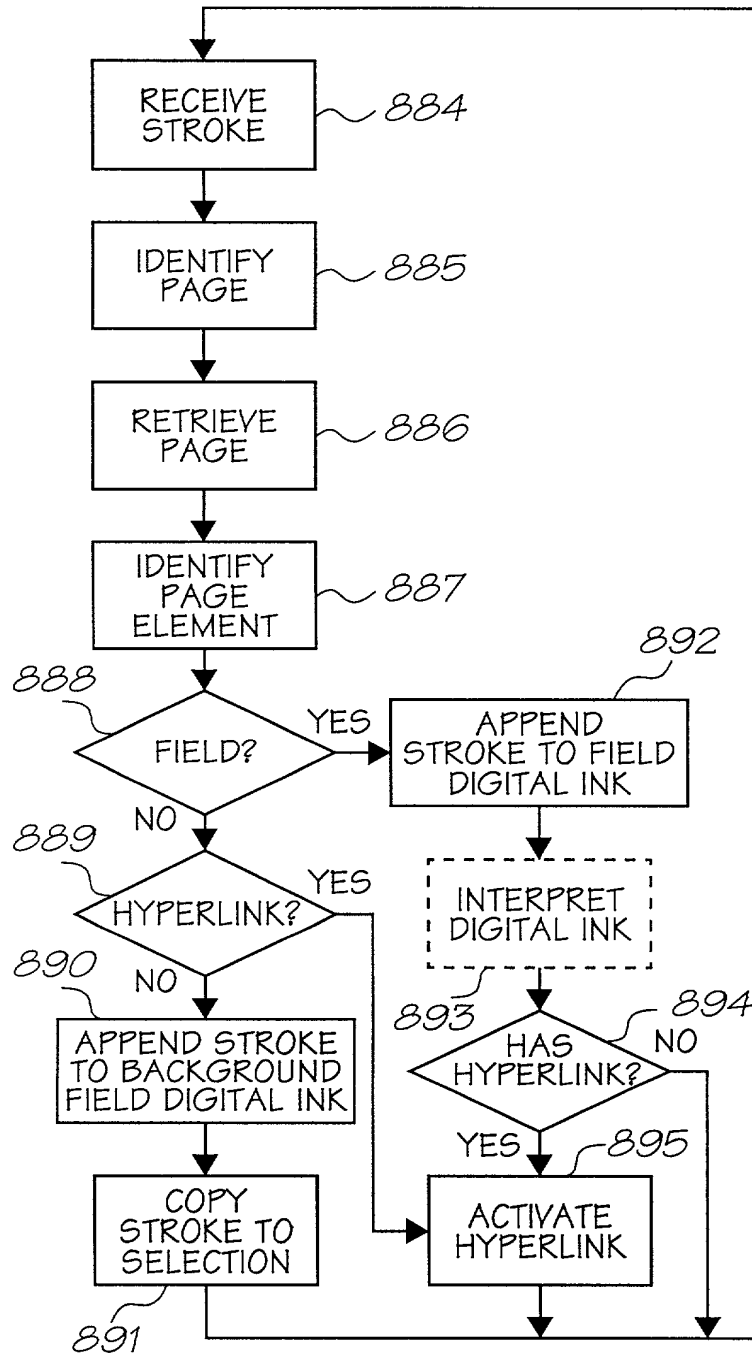 RECEIVE
STROKE
884
IDENTIFY
PAGE
885
RETRIEVE
PAGE
886
IDENTIFY
PAGE
ELEMENT
887
888
FIELD?
YES
NO
892
APPEND
STROKE TO FIELD
DIGITAL INK
889
HYPERLINK?
YES
NO
INTERPRET
DIGITAL INK
893
890
APPEND STROKE
TO BACKGROUND
FIELD DIGITAL INK
894
HAS
HYPERLINK?
NO
YES
895
COPY
STROKE TO
SELECTION
891
ACTIVATE
HYPERLINK